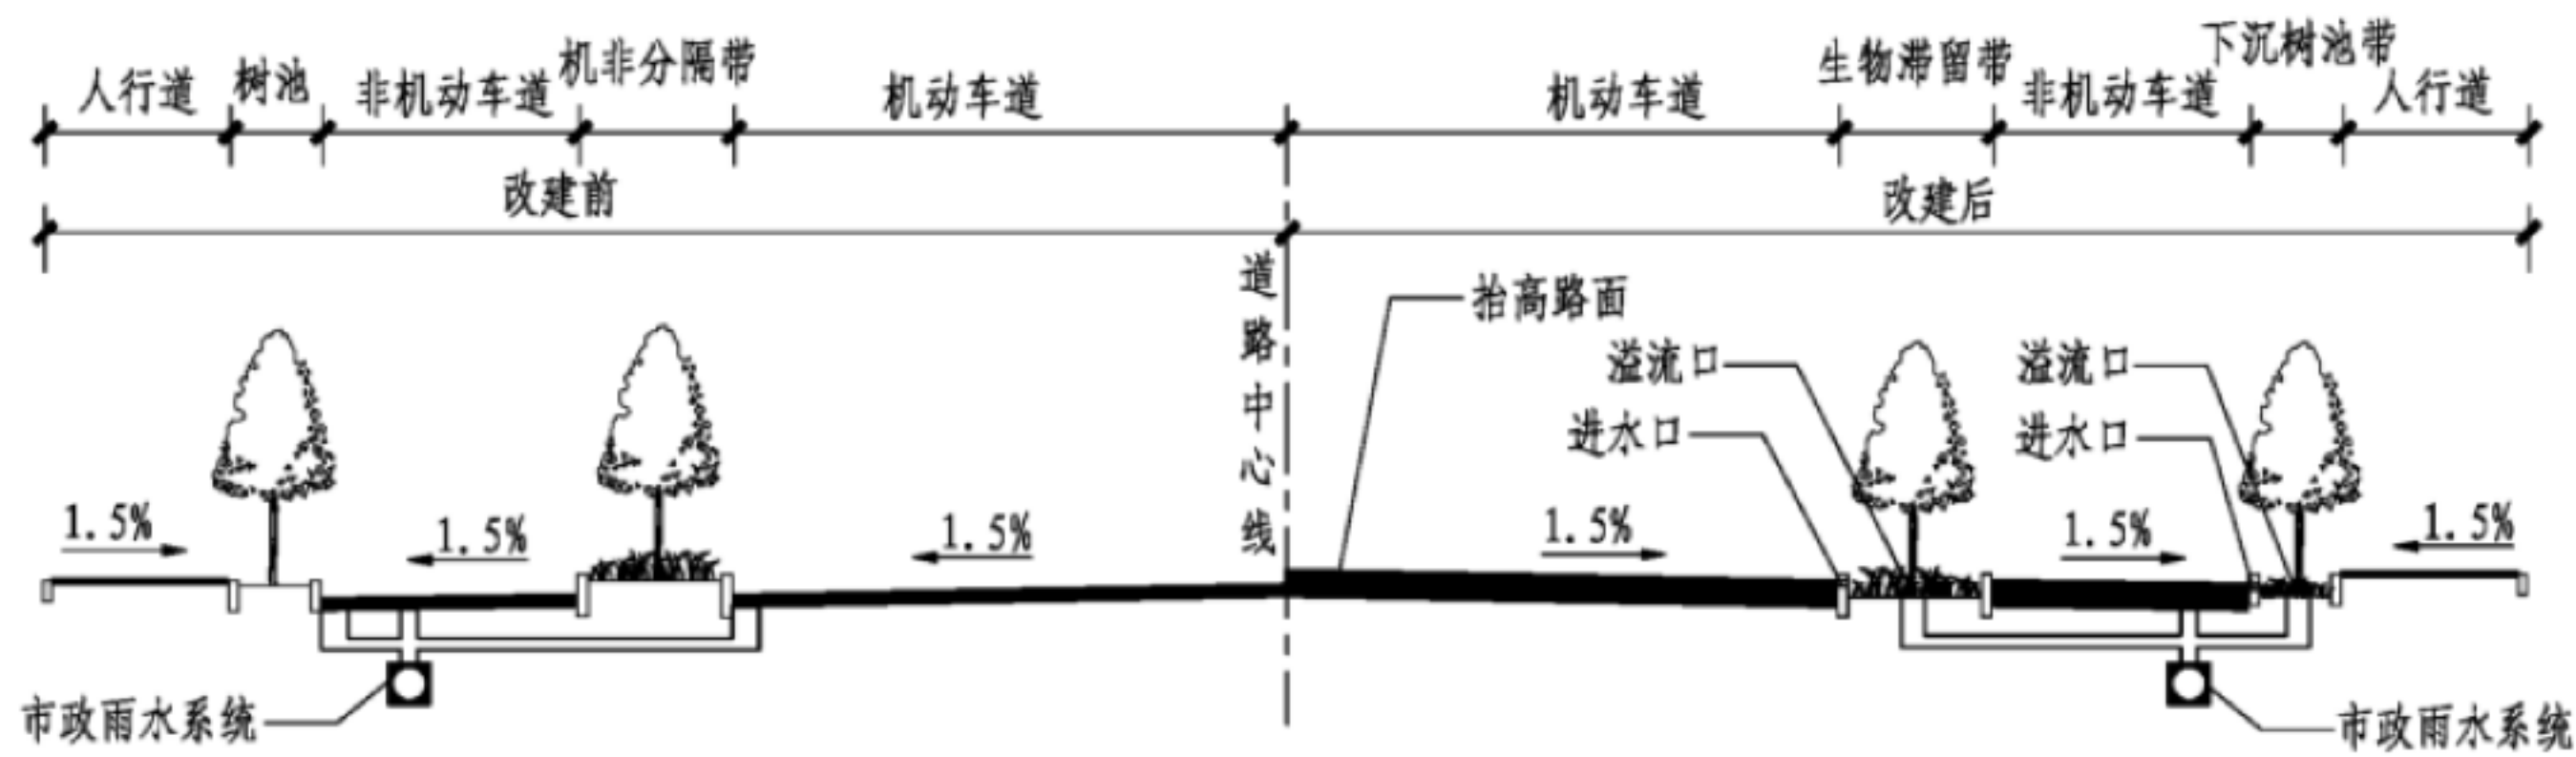 人行道 树池 非机动车道 机非分隔带 机动车道 机动车道 生物滞留带 非机动车道 下沉树池带 人行道
改建前 改建后
道路中心线
抬高路面
溢流口 溢流口
进水口 进水口
1.5% 1.5% 1.5% 1.5% 1.5% 1.5%
市政雨水系统 市政雨水系统